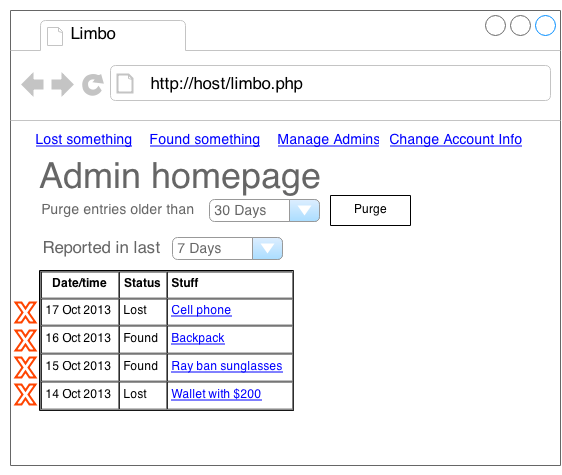 Limbo
http://host/limbo.php
Lost something Found something Manage Admins Change Account Info
Admin homepage
Purge entries older than 30 Days Purge
Reported in last 7 Days
Date/time Status Stuff
17 Oct 2013 Lost Cell phone
16 Oct 2013 Found Backpack
15 Oct 2013 Found Ray ban sunglasses
14 Oct 2013 Lost Wallet with $200